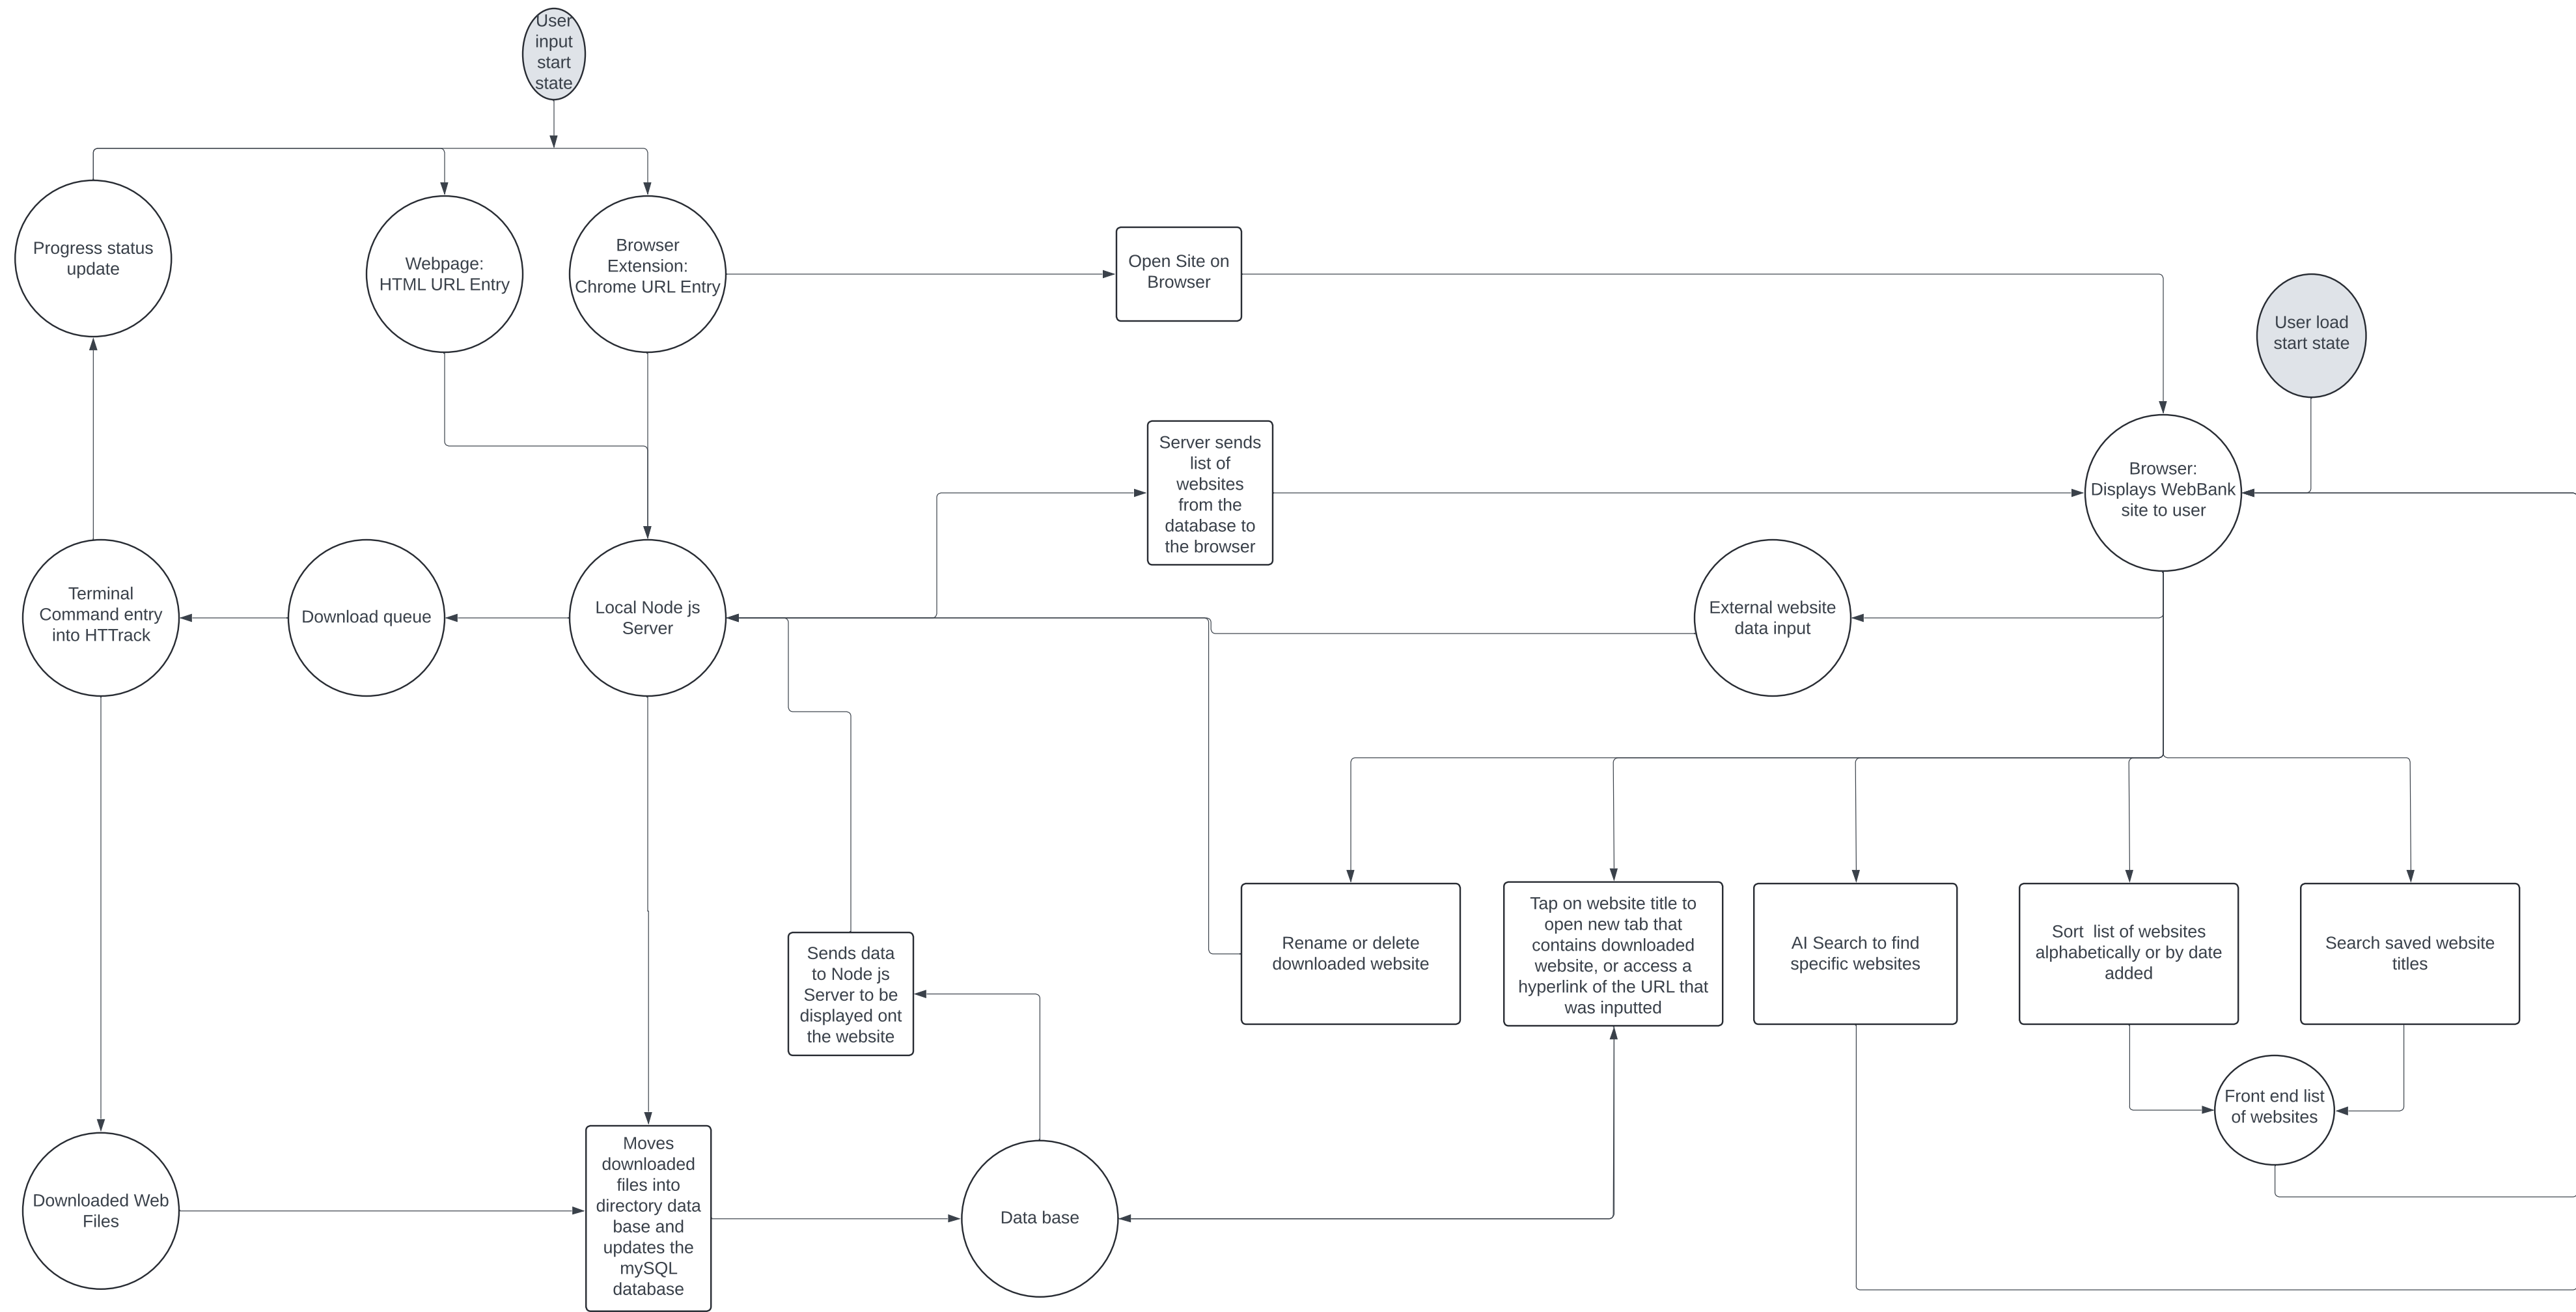 User
input
start
state
Progress status
update
Webpage:
HTML URL Entry
Browser
Extension:
Chrome URL Entry
Open Site on
Browser
User load
start state
Server sends
list of
websites
from the
database to
the browser
Browser:
Displays WebBank
site to user
Terminal
Command entry
into HTTrack
Download queue
Local Node js
Server
External website
data input
Sends data
to Node js
Server to be
displayed ont
the website
Rename or delete
downloaded website
Tap on website title to
open new tab that
contains downloaded
website, or access a
hyperlink of the URL that
was inputted
AI Search to find
specific websites
Sort list of websites
alphabetically or by date
added
Search saved website
titles
Front end list
of websites
Downloaded Web
Files
Moves
downloaded
files into
directory data
base and
updates the
mySQL
database
Data base